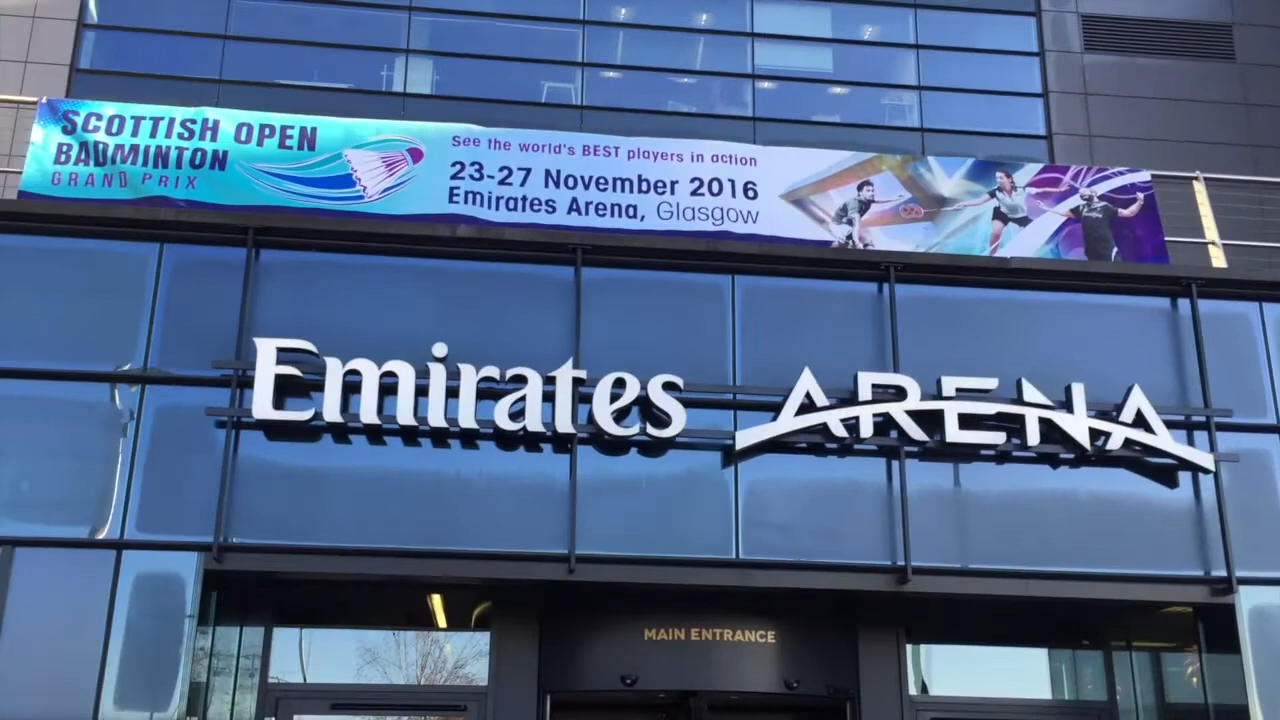 SCOTTISH OPEN
BADMINTON
GRAND PRIX
See the world's BEST players in action
23-27 November 2016
Emirates Arena, Glasgow
Emirates ARENA
MAIN ENTRANCE